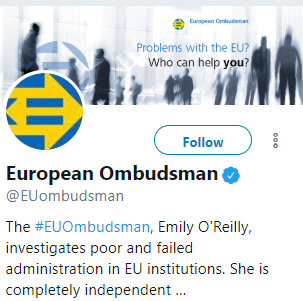 European Ombudsman
Problems with the EU?
Who can help you?
Follow
European Ombudsman
@EUombudsman
The #EUOmbudsman, Emily O'Reilly,
investigates poor and failed
administration in EU institutions. She is
completely independent ...